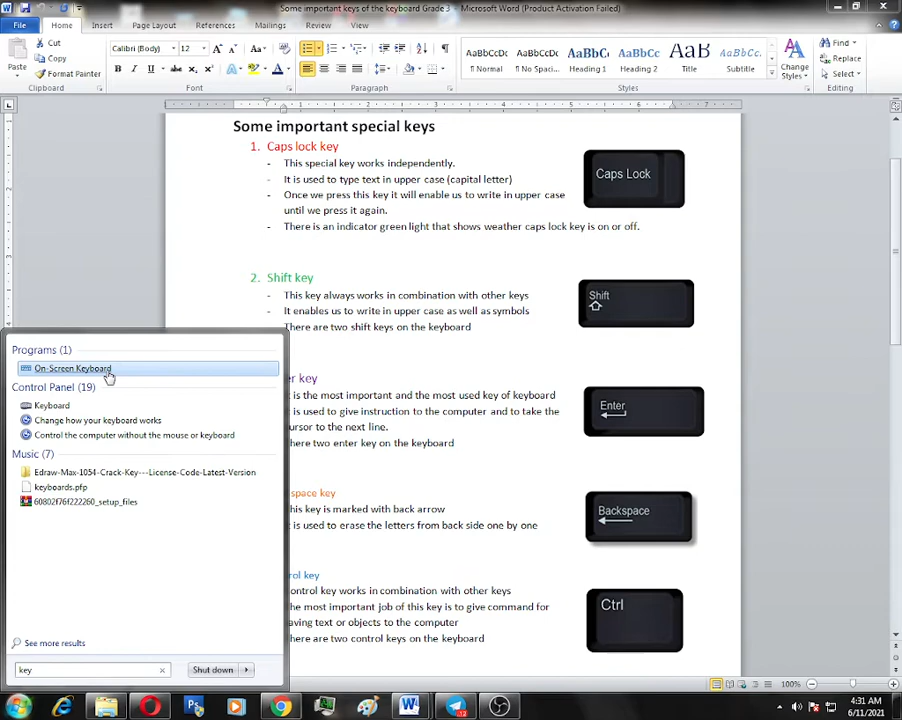 Some important keys of the keyboard Grade 3 - Microsoft Word (Product Activation Failed)
File Home Insert Page Layout References Mailings Review View
Paste
Cut
Copy
Format Painter
Clipboard
Calibri (Body) 12
Font
Paragraph
AaBbCcDc AaBbCcDc AaBbC AaBbCc AaB AaBbCc.
¶ Normal ¶ No Spaci... Heading 1 Heading 2 Title Subtitle
Change Styles
Styles
Find
Replace
Select
Editing
1 2 3 4 5 6 7
Some important special keys
1. Caps lock key
- This special key works independently.
- It is used to type text in upper case (capital letter)
- Once we press this key it will enable us to write in upper case
until we press it again.
- There is an indicator green light that shows weather caps lock key is on or off.
Caps Lock
2. Shift key
- This key always works in combination with other keys
- It enables us to write in upper case as well as symbols
There are two shift keys on the keyboard
Shift
er key
t is the most important and the most used key of keyboard
t is used to give instruction to the computer and to take the
ursor to the next line.
here two enter key on the keyboard
Enter
space key
his key is marked with back arrow
t is used to erase the letters from back side one by one
Backspace
rol key
ontrol key works in combination with other keys
he most important job of this key is to give command for
aving text or objects to the computer
here are two control keys on the keyboard
Ctrl
Programs (1)
On-Screen Keyboard
Control Panel (19)
Keyboard
Change how your keyboard works
Control the computer without the mouse or keyboard
Music (7)
Edraw-Max-1054-Crack-Key---License-Code-Latest-Version
keyboards.pfp
60802f76f222260_setup_files
See more results
key
Shut down
100%
4:31 AM
6/11/2021